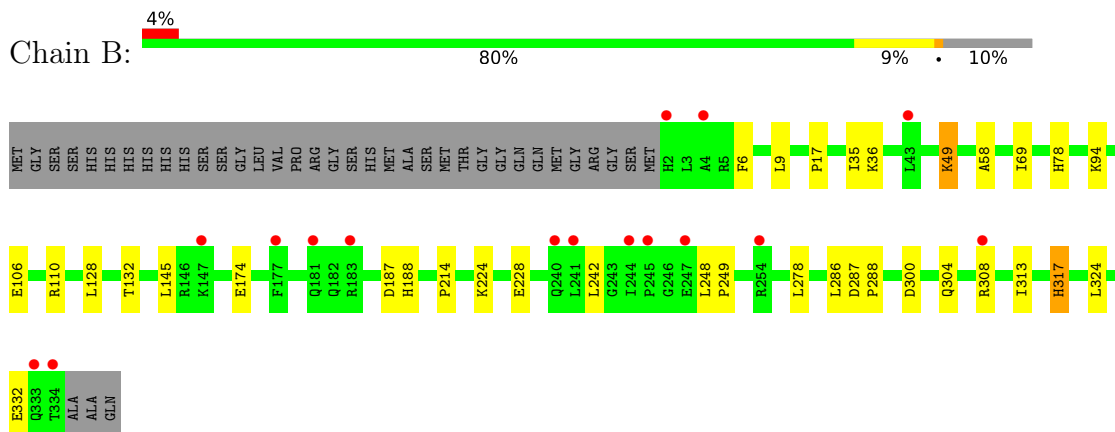 4%
Chain B:
80% 9% • 10%
MET GLY SER SER HIS HIS HIS HIS HIS HIS SER SER GLY LEU VAL PRO ARG GLY SER HIS MET ALA SER MET THR GLY GLY GLN GLN MET GLY ARG GLY SER MET H2 L3 A4 R5 F6 L9 P17 I35 K36 L43 K49 A58 I69 H78 K94
E106 R110 L128 T132 L145 R146 K147 E174 F177 Q181 Q182 R183 D187 H188 P214 K224 E228 Q240 L241 L242 G243 I244 P245 G246 E247 L248 P249 R254 L278 L286 D287 P288 D300 Q304 R308 I313 H317 L324
E332 Q333 T334 ALA ALA GLN